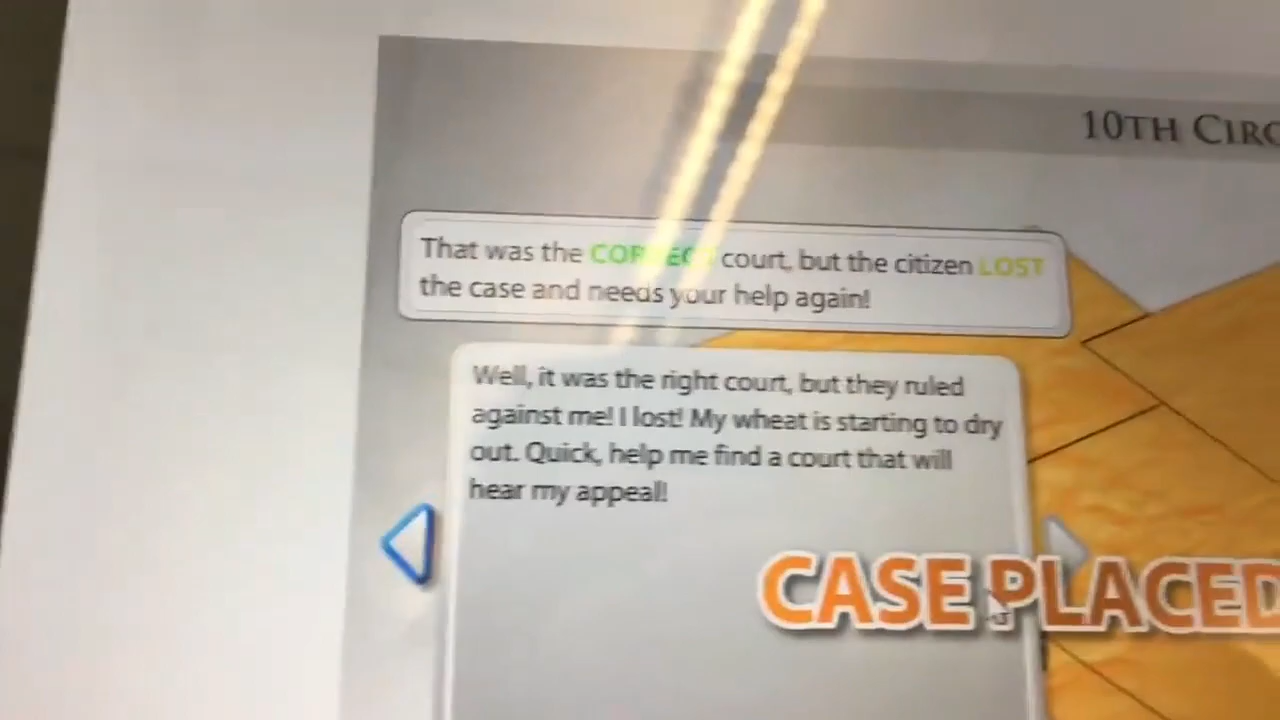 10TH CIRC
That was the CORRECT court, but the citizen LOST
the case and needs your help again!
Well, it was the right court, but they ruled
against me! I lost! My wheat is starting to dry
out. Quick, help me find a court that will
hear my appeal!
CASE PLACED